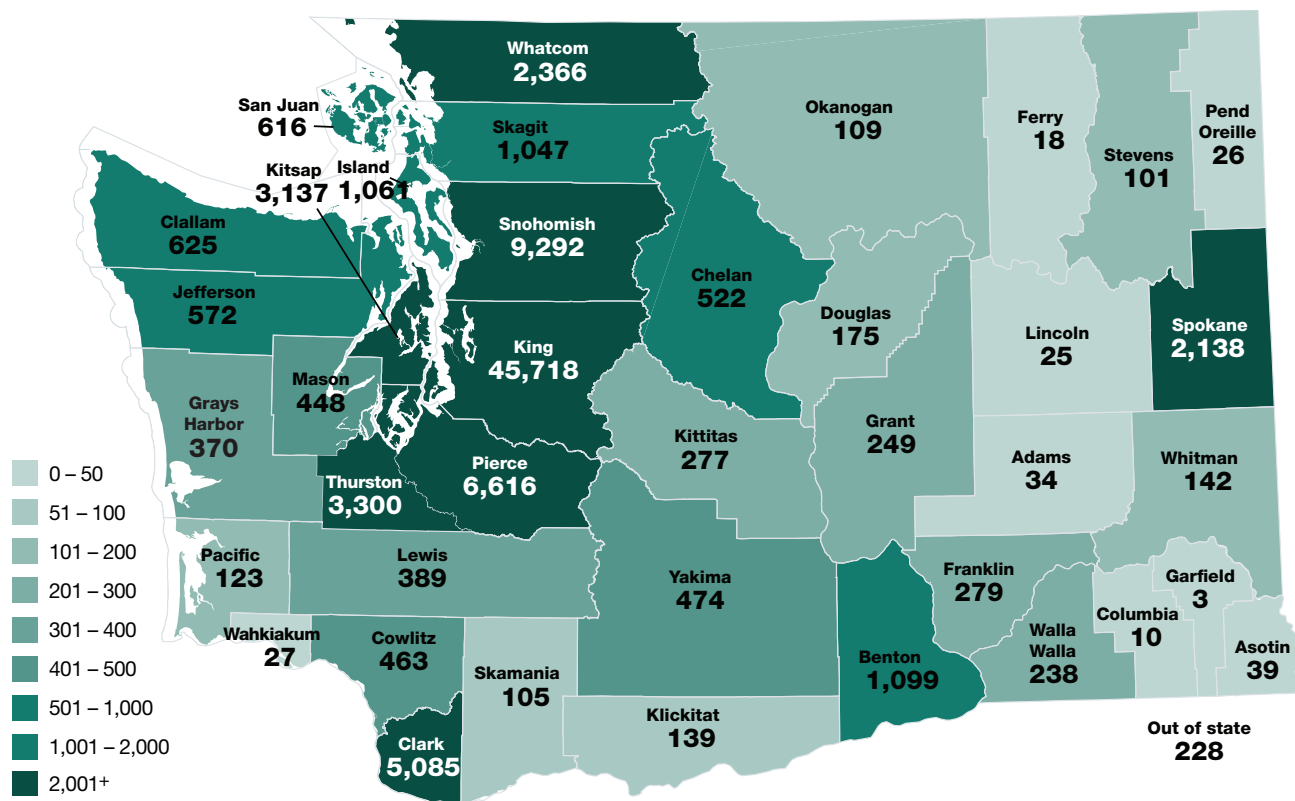 Whatcom
2,366
San Juan
616
Skagit
1,047
Okanogan
109
Ferry
18
Stevens
101
Pend
Oreille
26
Kitsap
3,137
Island
1,061
Clallam
625
Snohomish
9,292
Chelan
522
Jefferson
572
Douglas
175
Lincoln
25
Spokane
2,138
King
45,718
Mason
448
Grays
Harbor
370
Kittitas
277
Grant
249
Adams
34
Whitman
142
Pierce
6,616
Thurston
3,300
Pacific
123
Lewis
389
Yakima
474
Franklin
279
Garfield
3
Columbia
10
Walla
Walla
238
Asotin
39
Wahkiakum
27
Cowlitz
463
Skamania
105
Benton
1,099
Klickitat
139
Clark
5,085
Out of state
228
0 – 50
51 – 100
101 – 200
201 – 300
301 – 400
401 – 500
501 – 1,000
1,001 – 2,000
2,001+